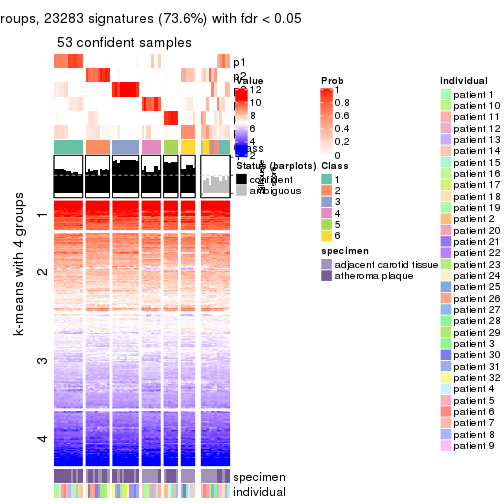 roups, 23283 signatures (73.6%) with fdr < 0.05
53 confident samples
p1
p2
k-means with 4 groups
1
2
3
4
specimen
individual
Value
12
10
8
6
4
2
Status (barplots)
confident
ambiguous
Prob
1
0.8
0.6
0.4
0.2
0
Class
1
2
3
4
5
6
specimen
adjacent carotid tissue
atheroma plaque
individual
patient 1
patient 10
patient 11
patient 12
patient 13
patient 14
patient 15
patient 16
patient 17
patient 18
patient 19
patient 2
patient 20
patient 21
patient 22
patient 23
patient 24
patient 25
patient 26
patient 27
patient 28
patient 29
patient 3
patient 30
patient 31
patient 32
patient 4
patient 5
patient 6
patient 7
patient 8
patient 9